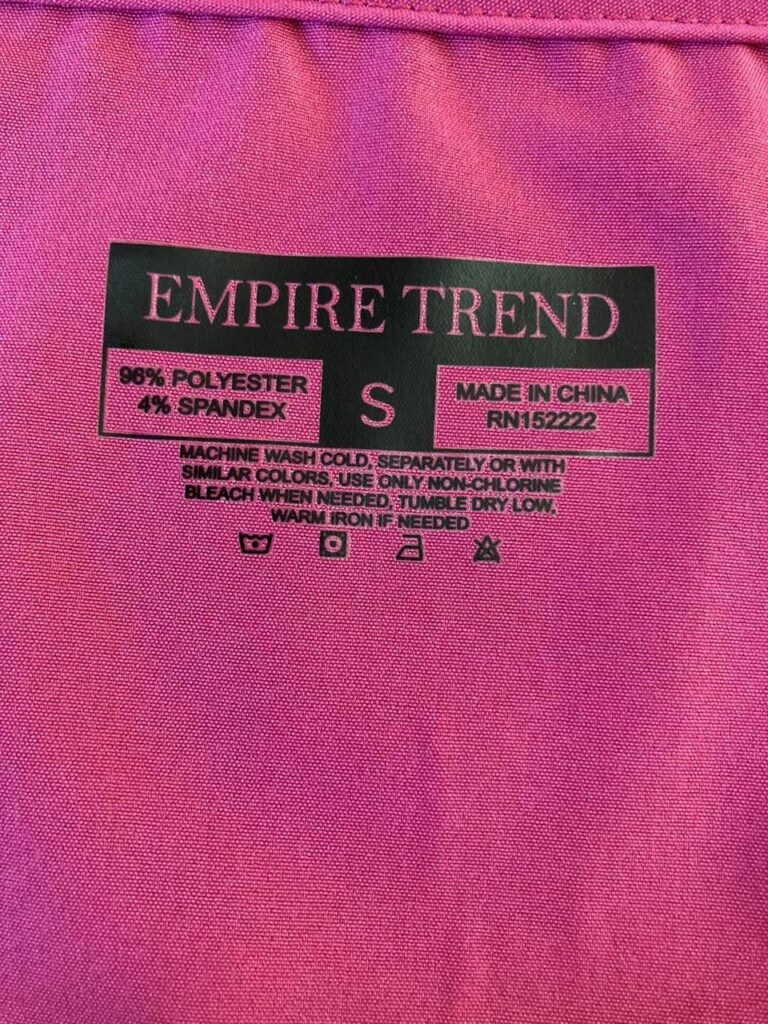 EMPIRE TREND
96% POLYESTER
4% SPANDEX
S
MADE IN CHINA
RN152222
MACHINE WASH COLD, SEPARATELY OR WITH
SIMILAR COLORS, USE ONLY NON-CHLORINE
BLEACH WHEN NEEDED, TUMBLE DRY LOW,
WARM IRON IF NEEDED